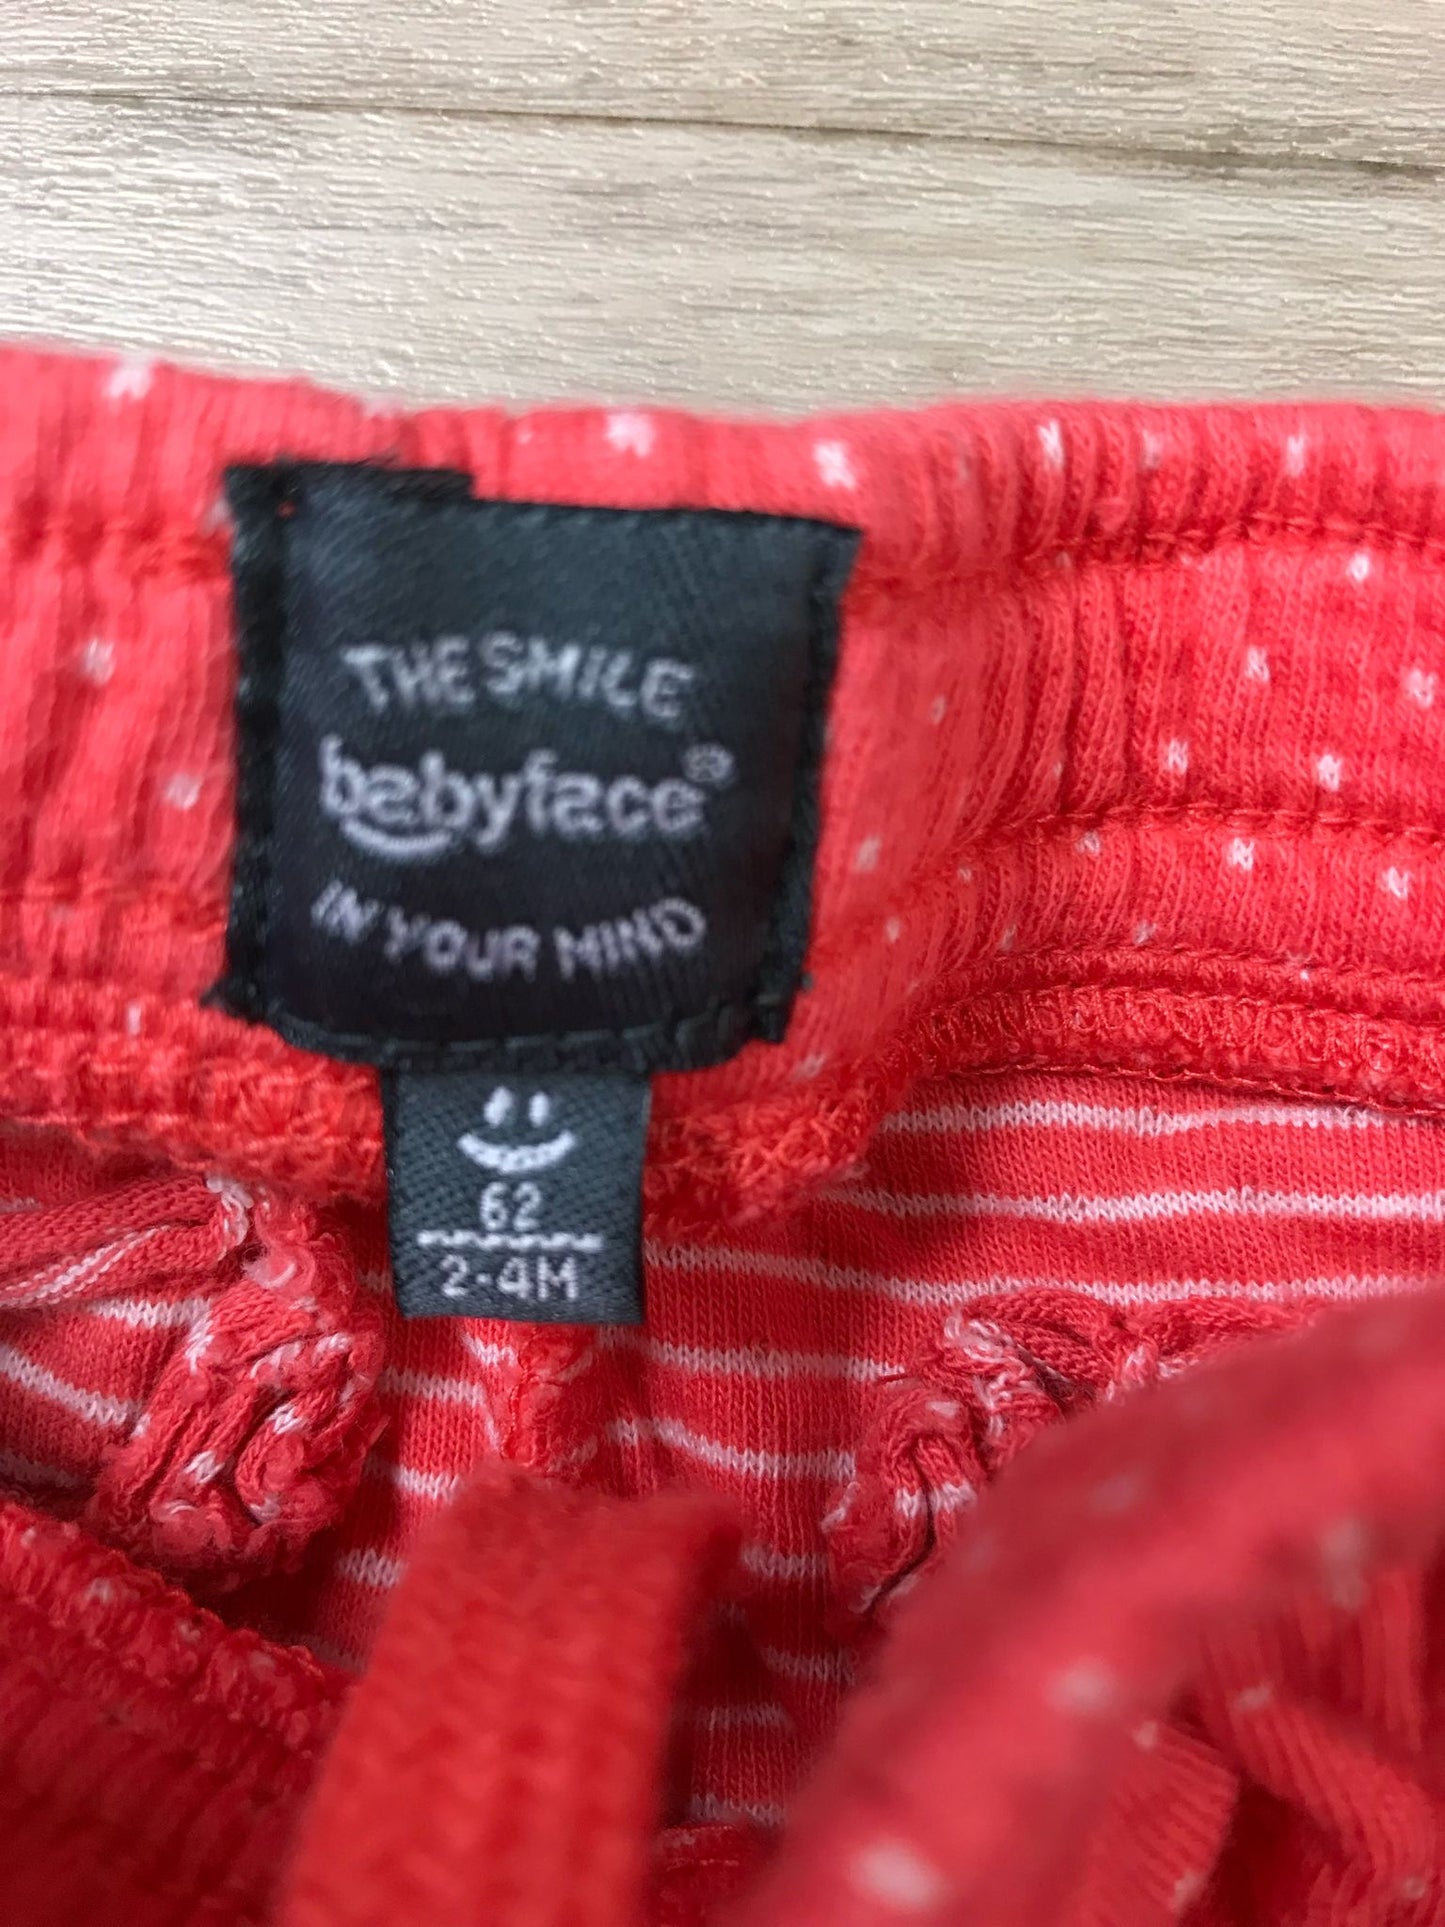 THE SMILE
babyface®
IN YOUR MIND
62
2-4M